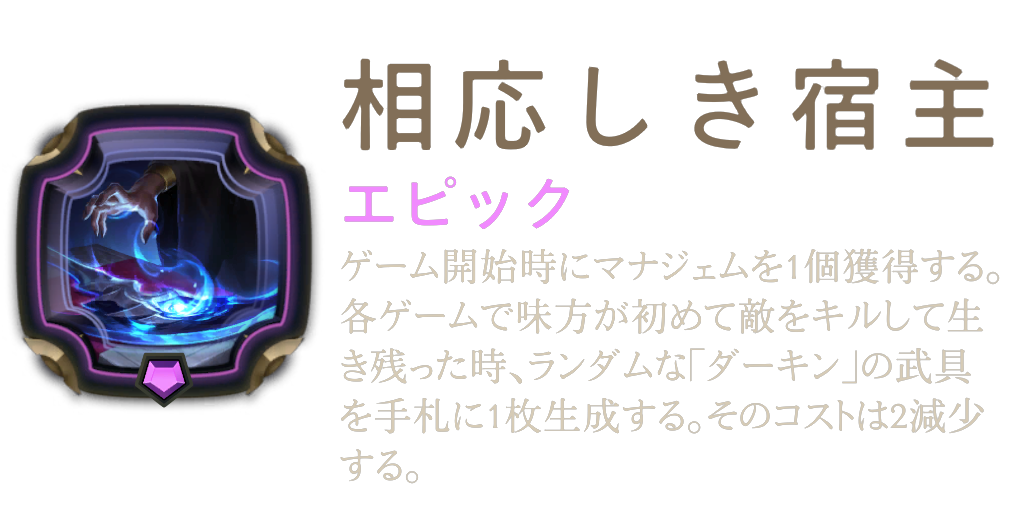 相応しき宿主
エピック
ゲーム開始時にマナジェムを1個獲得する。
各ゲームで味方が初めて敵をキルして生
き残った時、ランダムな「ダーキン」の武具
を手札に1枚生成する。そのコストは2減少
する。